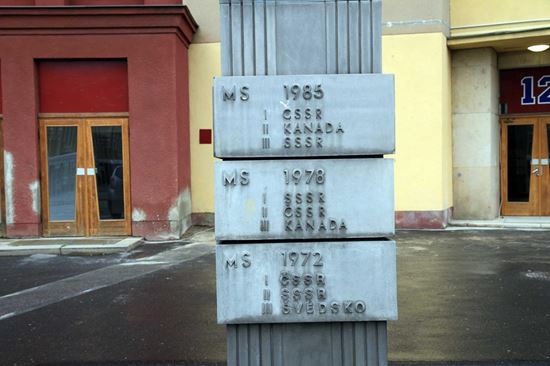 MS 1985
I ČSSR
II KANADA
III SSSR
MS 1978
I SSSR
II ČSSR
III KANADA
MS 1972
I ČSSR
II SSSR
III ŠVÉDSKO
12